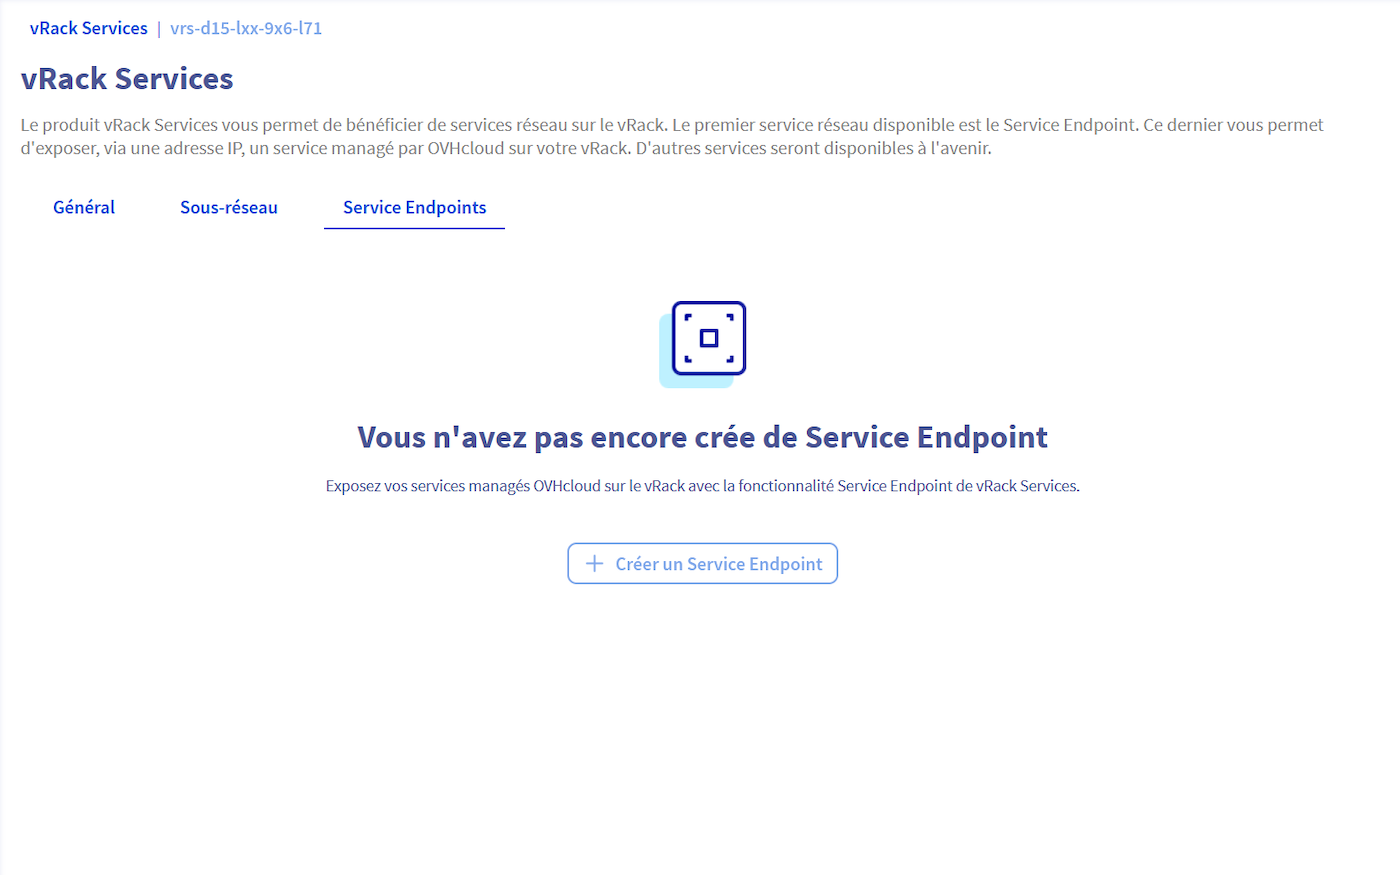 vRack Services | vrs-d15-lxx-9x6-l71
vRack Services
Le produit vRack Services vous permet de bénéficier de services réseau sur le vRack. Le premier service réseau disponible est le Service Endpoint. Ce dernier vous permet
d'exposer, via une adresse IP, un service managé par OVHcloud sur votre vRack. D'autres services seront disponibles à l'avenir.
Général Sous-réseau Service Endpoints
Vous n'avez pas encore crée de Service Endpoint
Exposez vos services managés OVHcloud sur le vRack avec la fonctionnalité Service Endpoint de vRack Services.
+ Créer un Service Endpoint